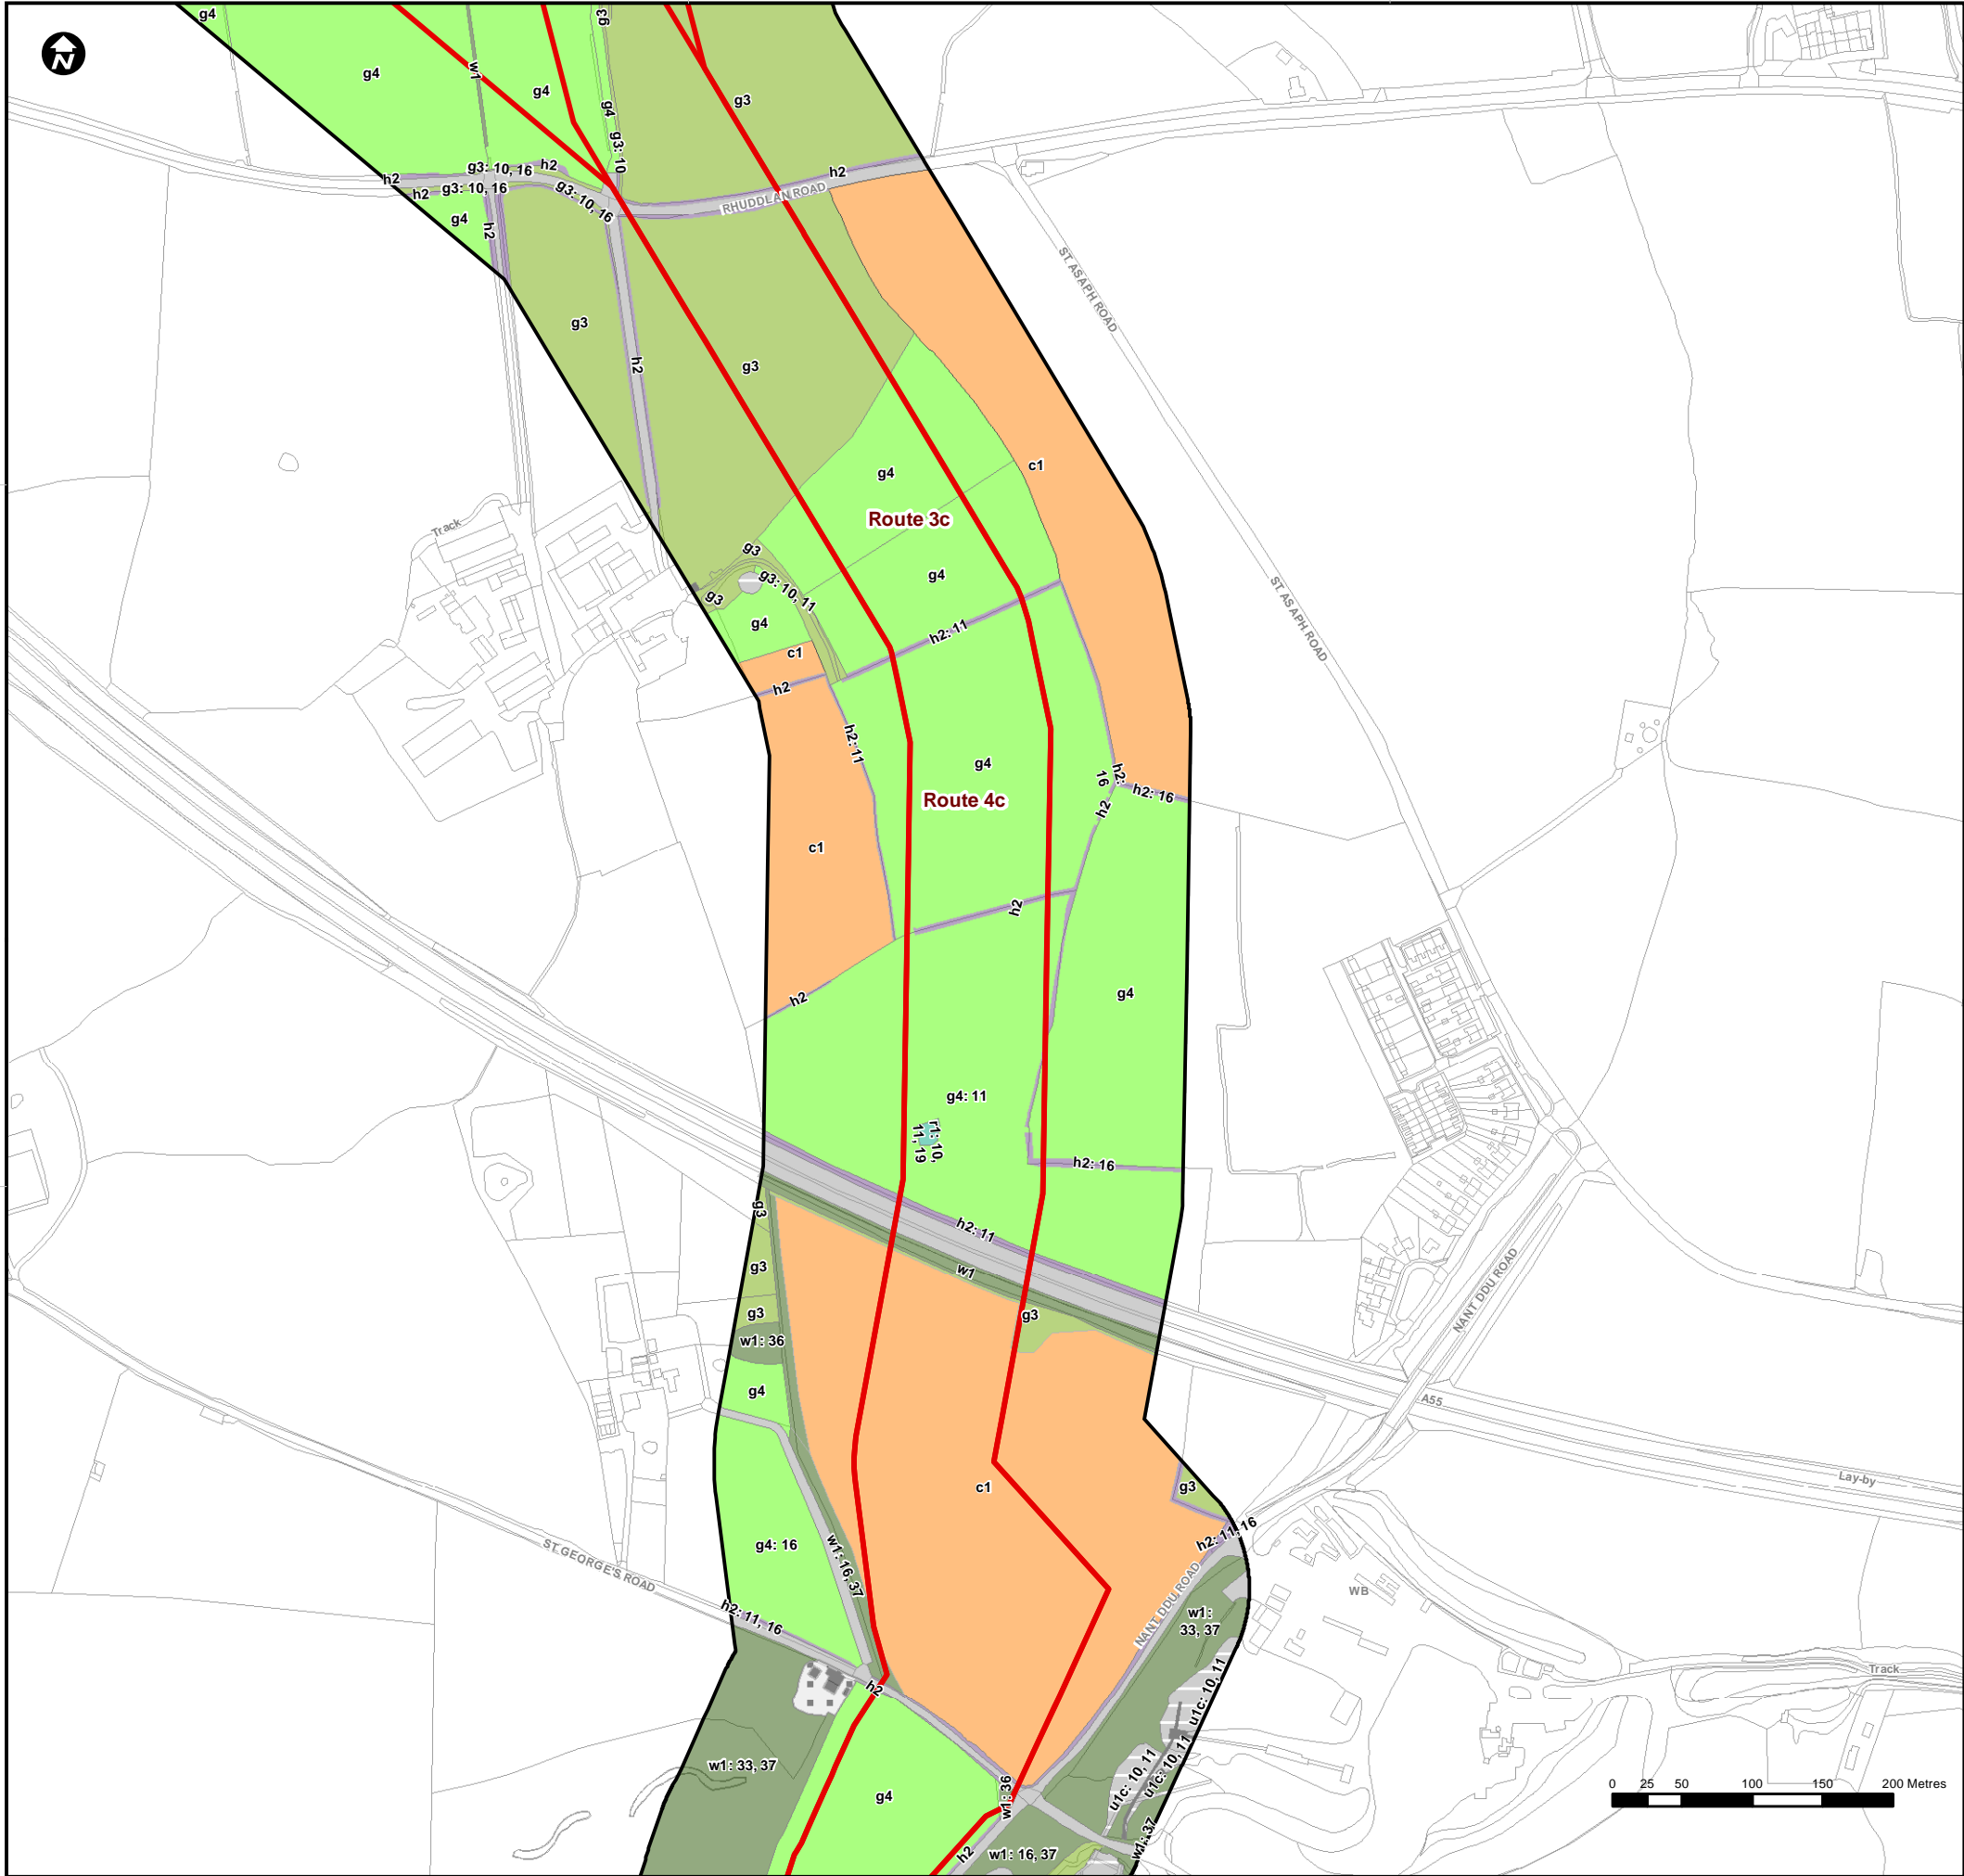 g4
g3
N
g4
w1
g4
g4
g3
g3: 10
g3: 10, 16
h2
h2
h2
g3: 10, 16
g3: 10, 16
h2
RHUDDLAN ROAD
g4
h2
ST. ASAPH ROAD
g3
h2
g3
c1
g4
Route 3c
Track
g3
g3: 10, 11
g4
g3
ST. ASAPH ROAD
g4
h2: 11
c1
h2
h2: 11
g4
h2:
16
h2: 16
Route 4c
h2
c1
h2
g4
h2
g4: 11
r1: 10,
11, 19
h2: 16
g3
h2: 11
w1
g3
g3
g3
w1: 36
NANT DDU ROAD
g4
A55
Lay-by
c1
g3
h2: 11, 16
g4: 16
w1: 16, 37
ST GEORGE'S ROAD
WB
NANT DDU ROAD
w1:
33, 37
h2: 11, 16
Track
h2
u1c: 10, 11
w1: 33, 37
u1c: 10, 11
u1c: 10, 11
w1: 36
g4
0 25 50 100 150 200 Metres
w1: 37
h2
w1: 16, 37